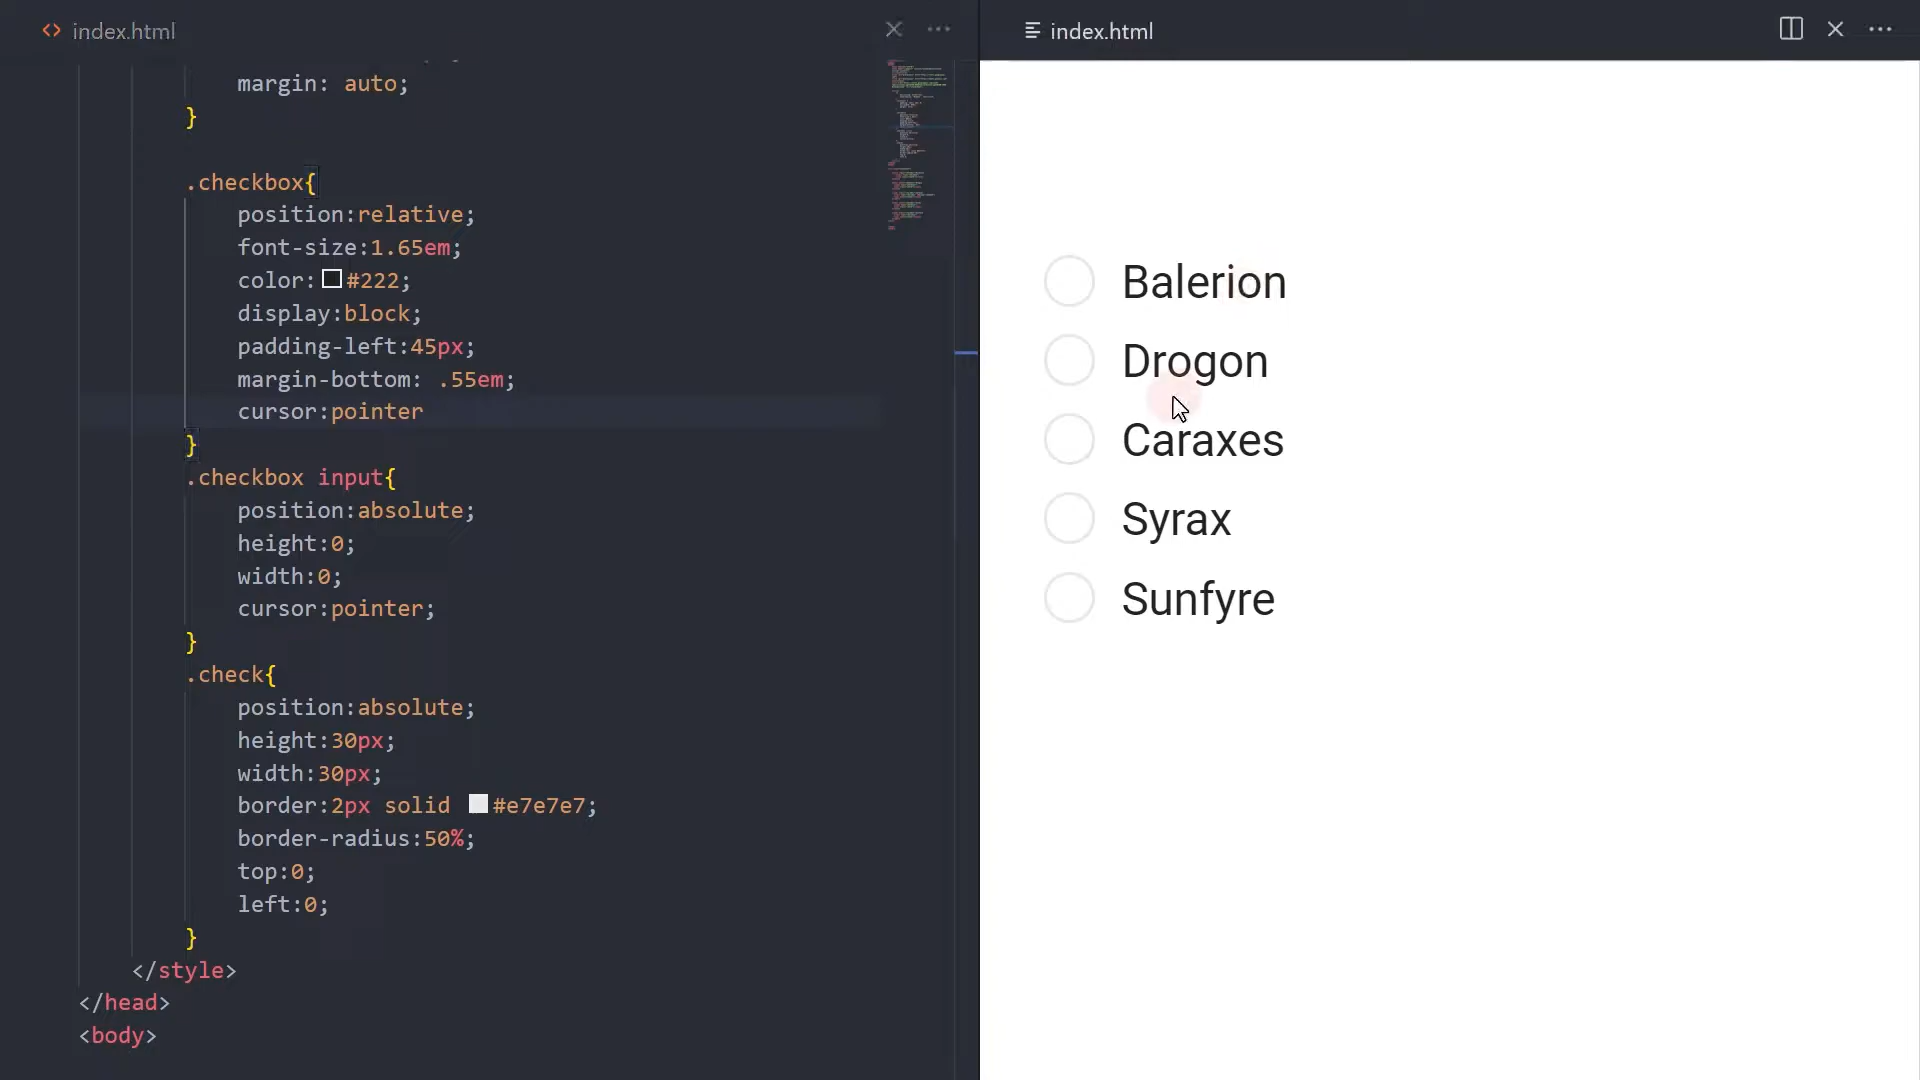 index.html
margin: auto;
}
.checkbox{
position:relative;
font-size:1.65em;
color:#222;
display:block;
padding-left:45px;
margin-bottom: .55em;
cursor:pointer
}
.checkbox input{
position:absolute;
height:0;
width:0;
cursor:pointer;
}
.check{
position:absolute;
height:30px;
width:30px;
border:2px solid #e7e7e7;
border-radius:50%;
top:0;
left:0;
}
</style>
</head>
<body>
index.html
Balerion
Drogon
Caraxes
Syrax
Sunfyre